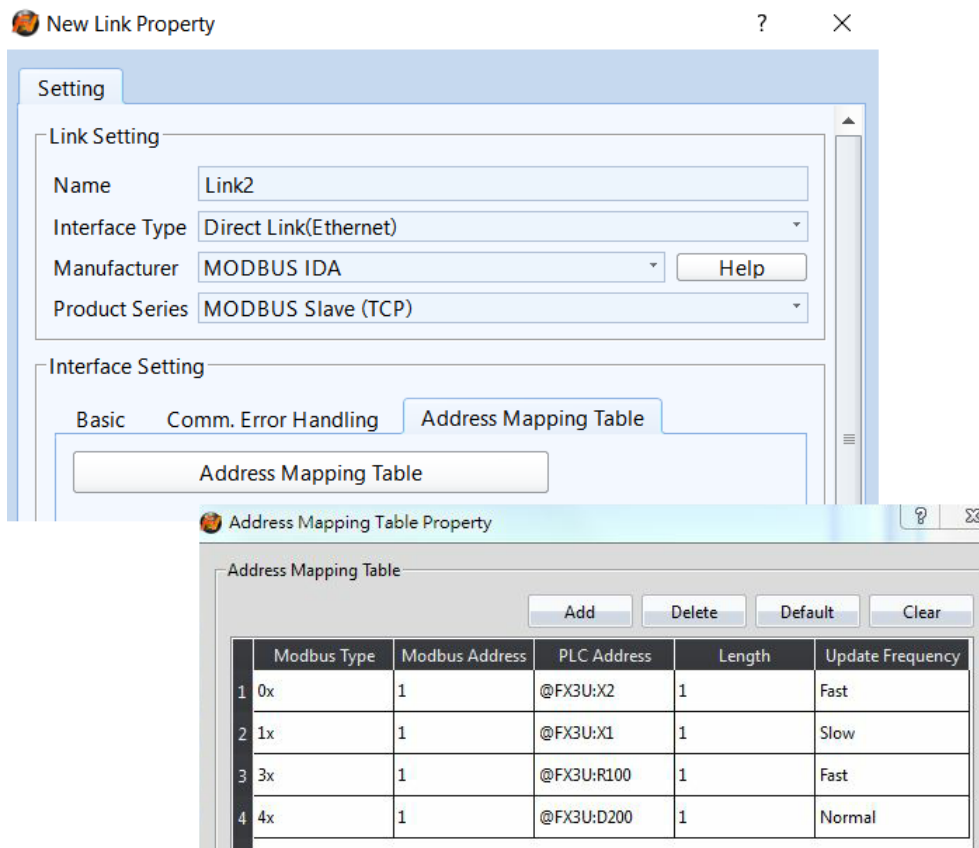 New Link Property ?
Setting
Link Setting
Name Link2
Interface Type Direct Link(Ethernet)
Manufacturer MODBUS IDA Help
Product Series MODBUS Slave (TCP)
Interface Setting
Basic Comm. Error Handling Address Mapping Table
Address Mapping Table
Address Mapping Table Property ?
Address Mapping Table
Add Delete Default Clear
Modbus Type Modbus Address PLC Address Length Update Frequency
1 0x 1 @FX3U:X2 1 Fast
2 1x 1 @FX3U:X1 1 Slow
3 3x 1 @FX3U:R100 1 Fast
4 4x 1 @FX3U:D200 1 Normal